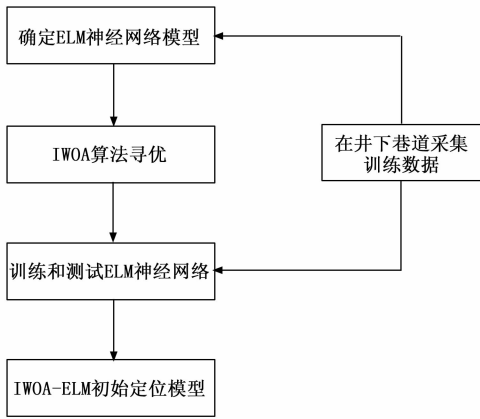 确定ELM神经网络模型
IWOA算法寻优
在井下巷道采集
训练数据
训练和测试ELM神经网络
IWOA-ELM初始定位模型